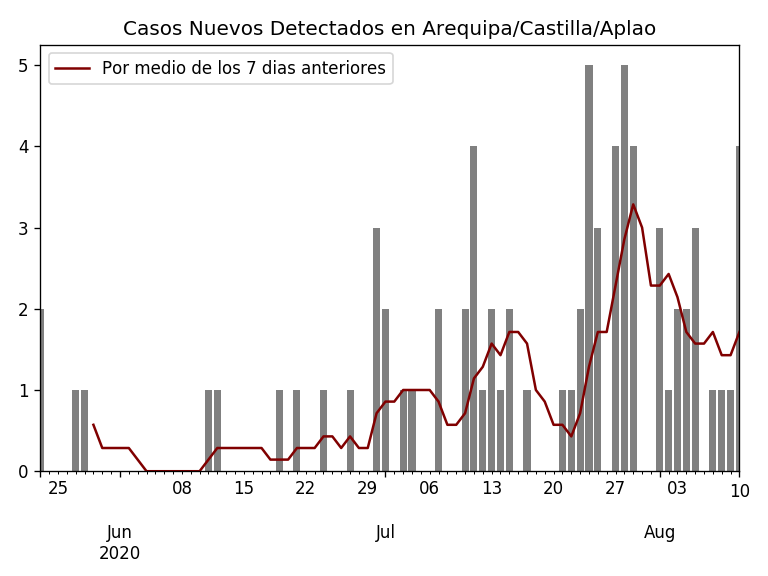 Casos Nuevos Detectados en Arequipa/Castilla/Aplao
Por medio de los 7 dias anteriores
5
4
3
2
1
0
25 08 15 22 29 06 13 20 27 03 10
Jun Jul Aug
2020